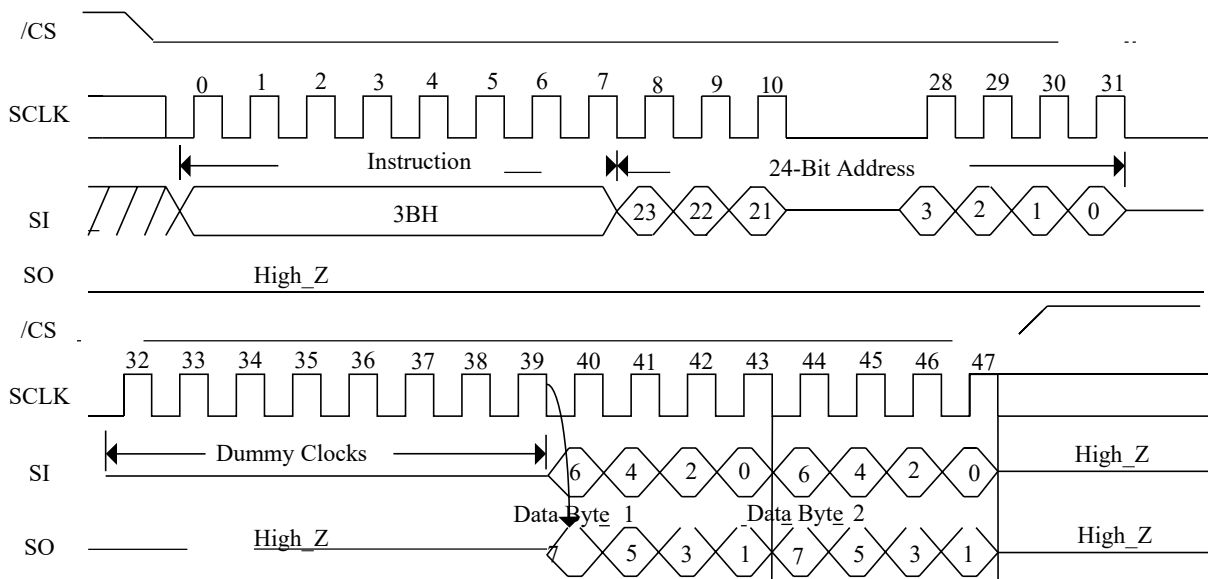 /CS
0 1 2 3 4 5 6 7 8 9 10 28 29 30 31
SCLK
Instruction 24-Bit Address
SI 3BH 23 22 21 3 2 1 0
SO High_Z
/CS
32 33 34 35 36 37 38 39 40 41 42 43 44 45 46 47
SCLK
Dummy Clocks
SI 6 4 2 0 6 4 2 0 High_Z
Data Byte 1 Data Byte 2
SO High_Z 7 5 3 1 7 5 3 1 High_Z